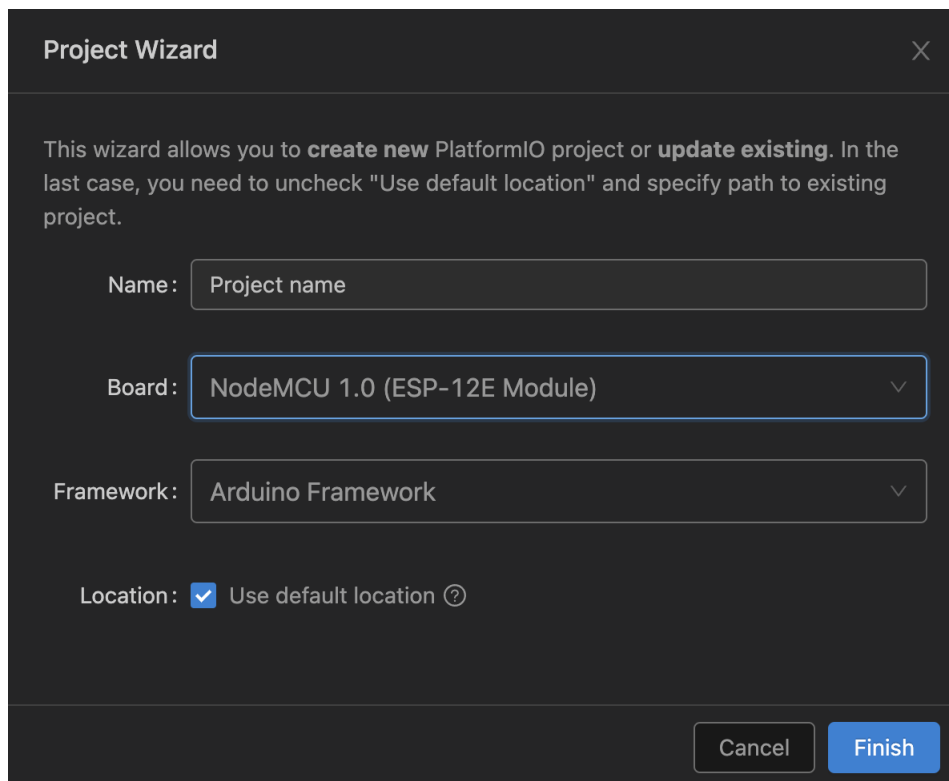 Project Wizard
This wizard allows you to create new PlatformIO project or update existing. In the
last case, you need to uncheck "Use default location" and specify path to existing
project.
Name: Project name
Board: NodeMCU 1.0 (ESP-12E Module)
Framework: Arduino Framework
Location: Use default location
Cancel Finish